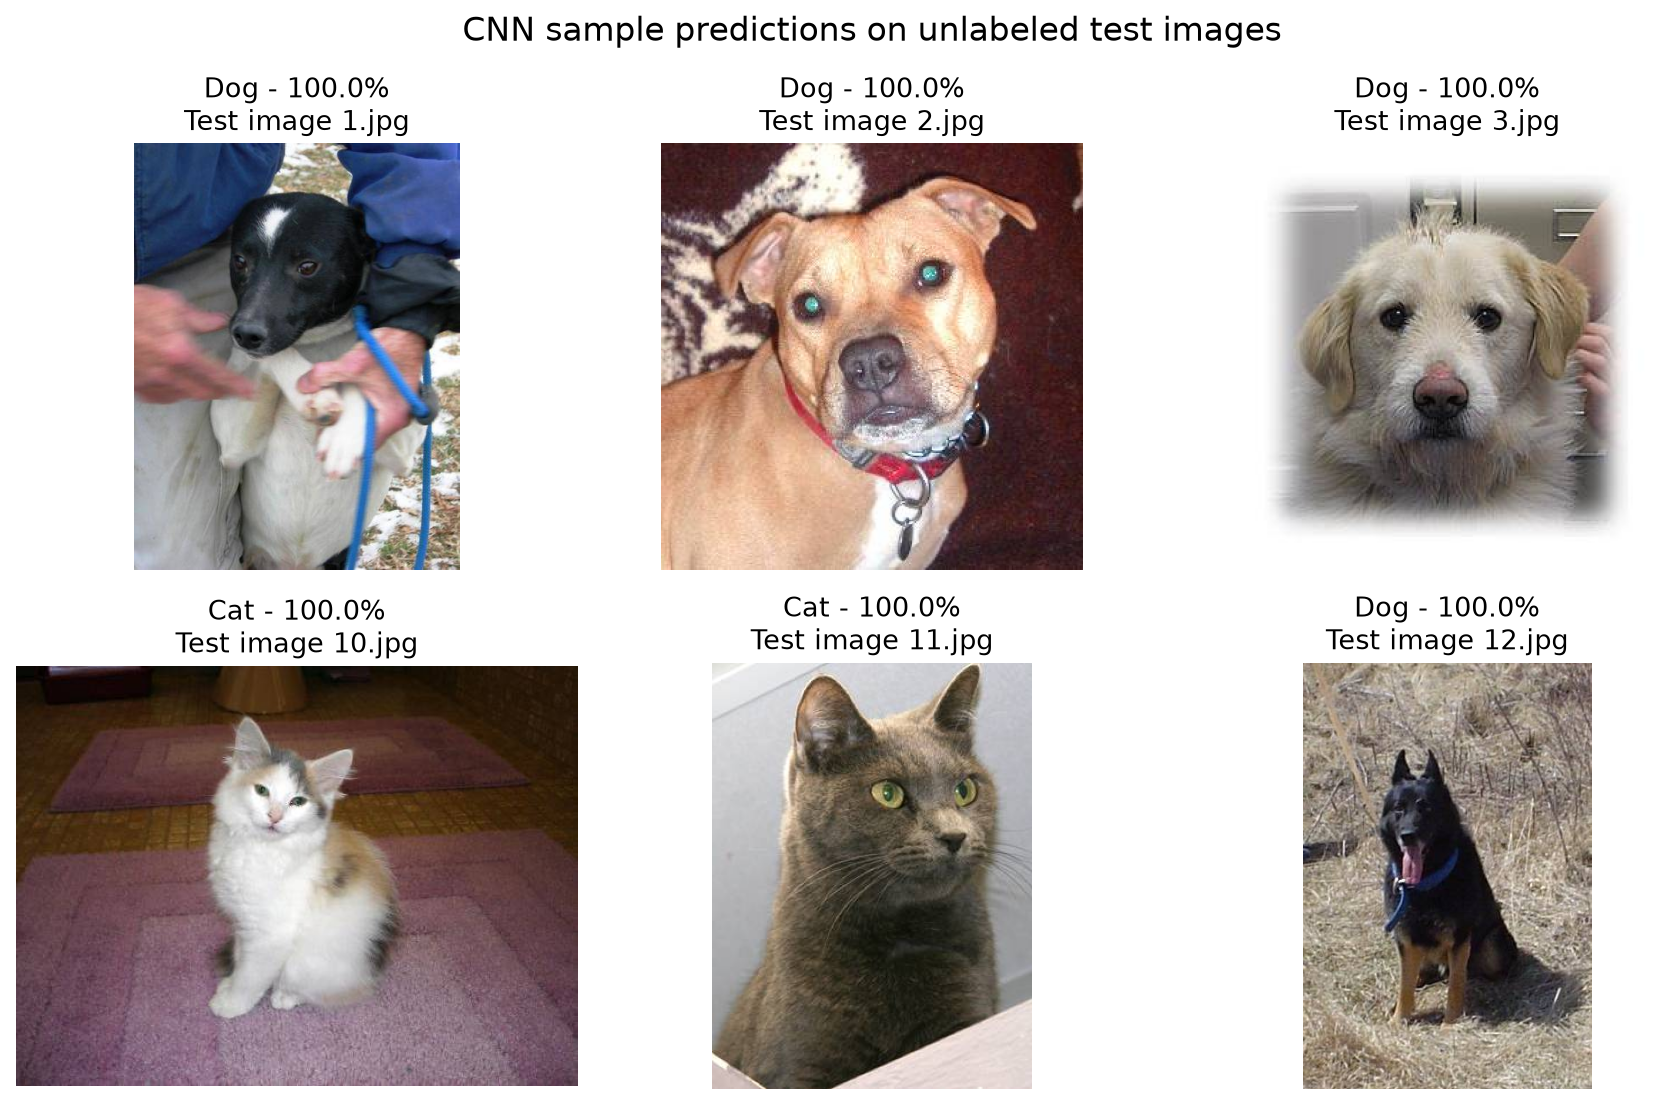 CNN sample predictions on unlabeled test images
Dog - 100.0%
Test image 1.jpg
Dog - 100.0%
Test image 2.jpg
Dog - 100.0%
Test image 3.jpg
Cat - 100.0%
Test image 10.jpg
Cat - 100.0%
Test image 11.jpg
Dog - 100.0%
Test image 12.jpg